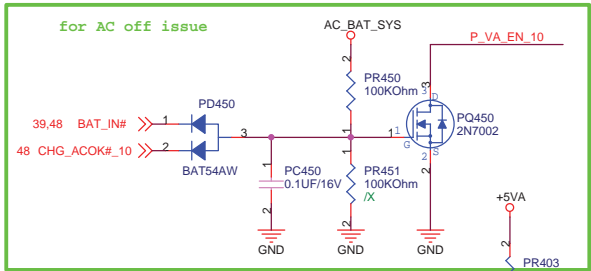 for AC off issue
AC_BAT_SYS
P_VA_EN_10
2
PR450
100KOhm
1
3
D
PD450
39,48 BAT_IN#
1
3
1
1
G
PQ450
2N7002
48 CHG_ACOK#_10
2
BAT54AW
2
S
1
PC450
0.1UF/16V
2
1
PR451
100KOhm
/X
2
GND
GND
GND
+5VA
2
PR403